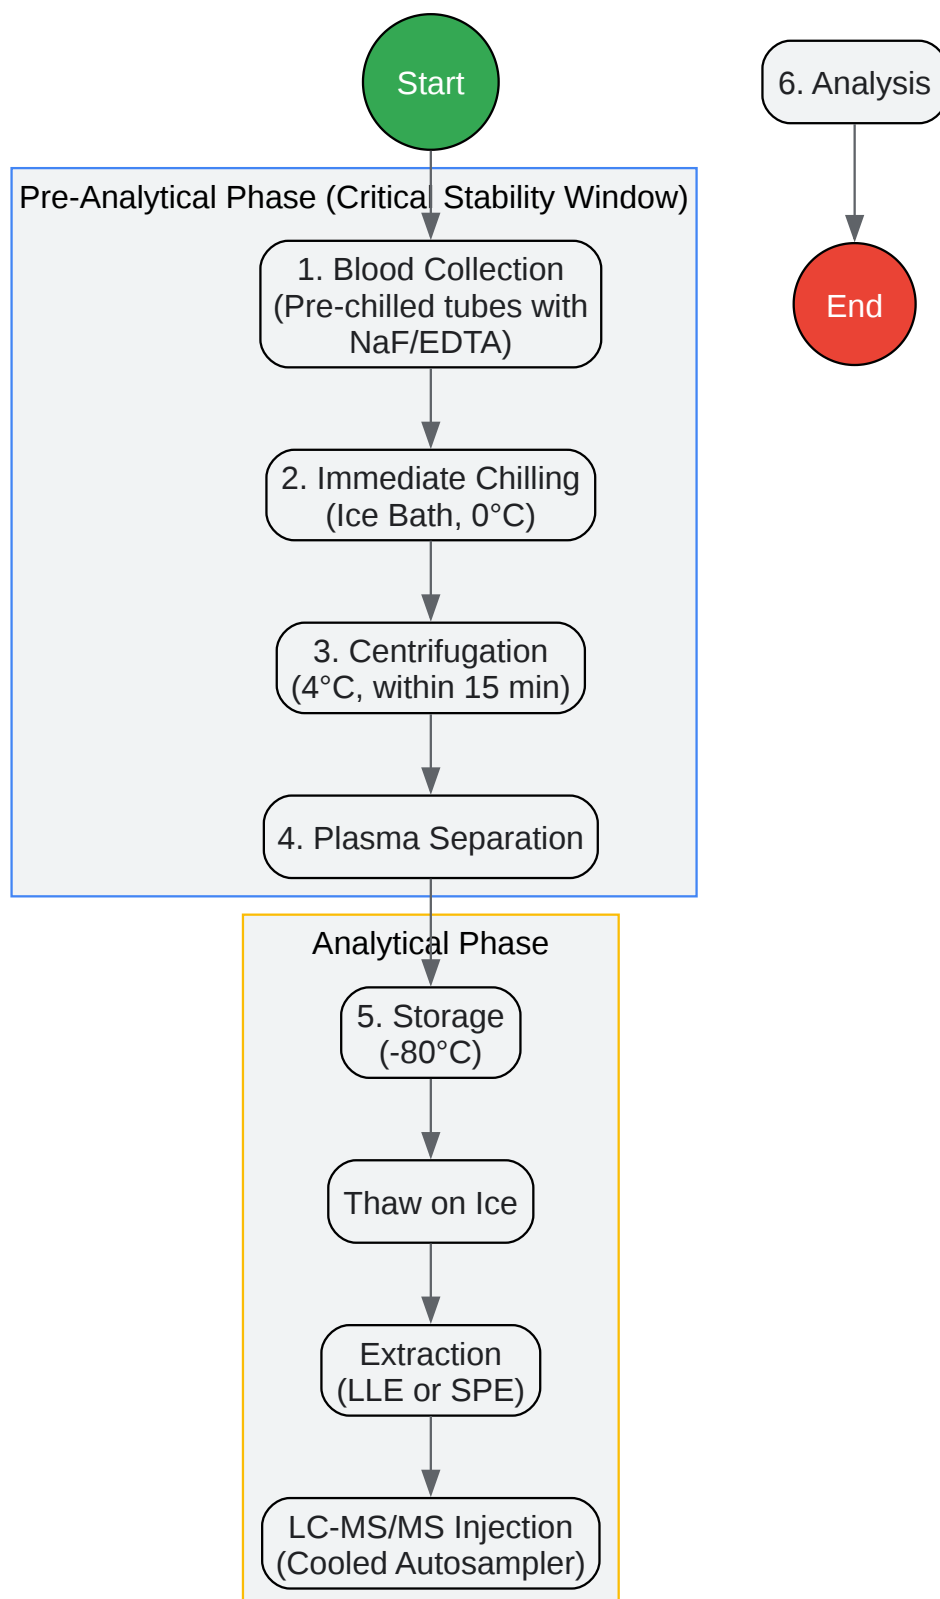 Start
Pre-Analytical Phase (Critical Stability Window)
1. Blood Collection
(Pre-chilled tubes with
NaF/EDTA)
2. Immediate Chilling
(Ice Bath, 0°C)
3. Centrifugation
(4°C, within 15 min)
4. Plasma Separation
Analytical Phase
5. Storage
(-80°C)
Thaw on Ice
Extraction
(LLE or SPE)
LC-MS/MS Injection
(Cooled Autosampler)
6. Analysis
End